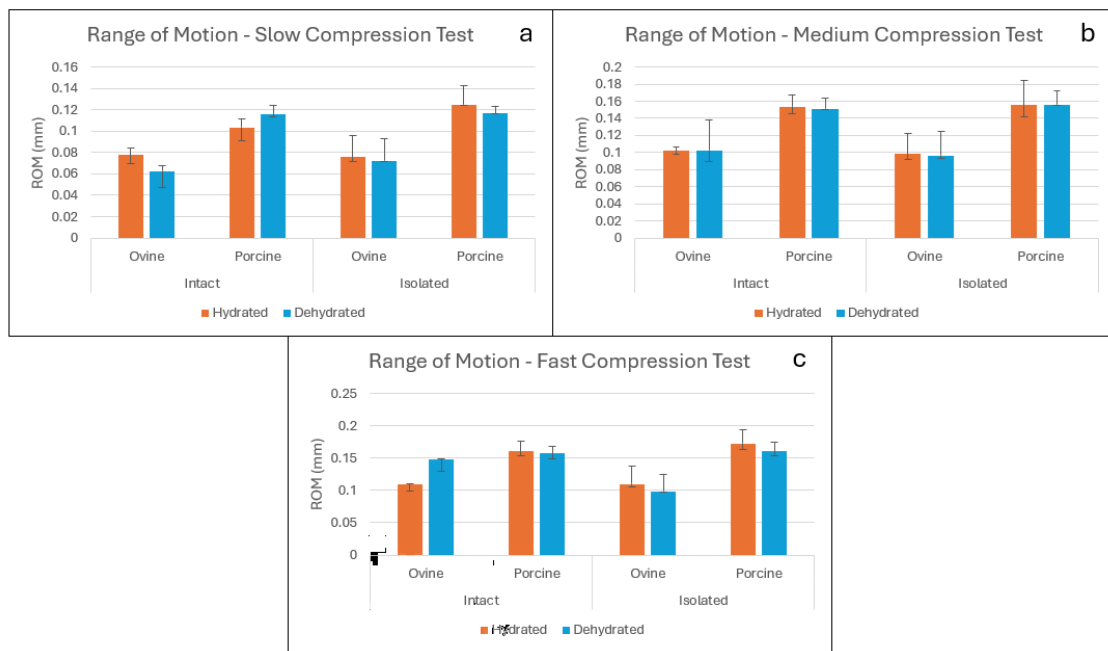 Range of Motion - Slow Compression Test
a
ROM (mm)
0.16
0.14
0.12
0.1
0.08
0.06
0.04
0.02
0
Ovine Porcine Ovine Porcine
Intact Isolated
Hydrated Dehydrated
Range of Motion - Medium Compression Test
b
ROM (mm)
0.2
0.18
0.16
0.14
0.12
0.1
0.08
0.06
0.04
0.02
0
Ovine Porcine Ovine Porcine
Intact Isolated
Hydrated Dehydrated
Range of Motion - Fast Compression Test
c
ROM (mm)
0.25
0.2
0.15
0.1
0.05
0
Ovine Porcine Ovine Porcine
Intact Isolated
Hydrated Dehydrated